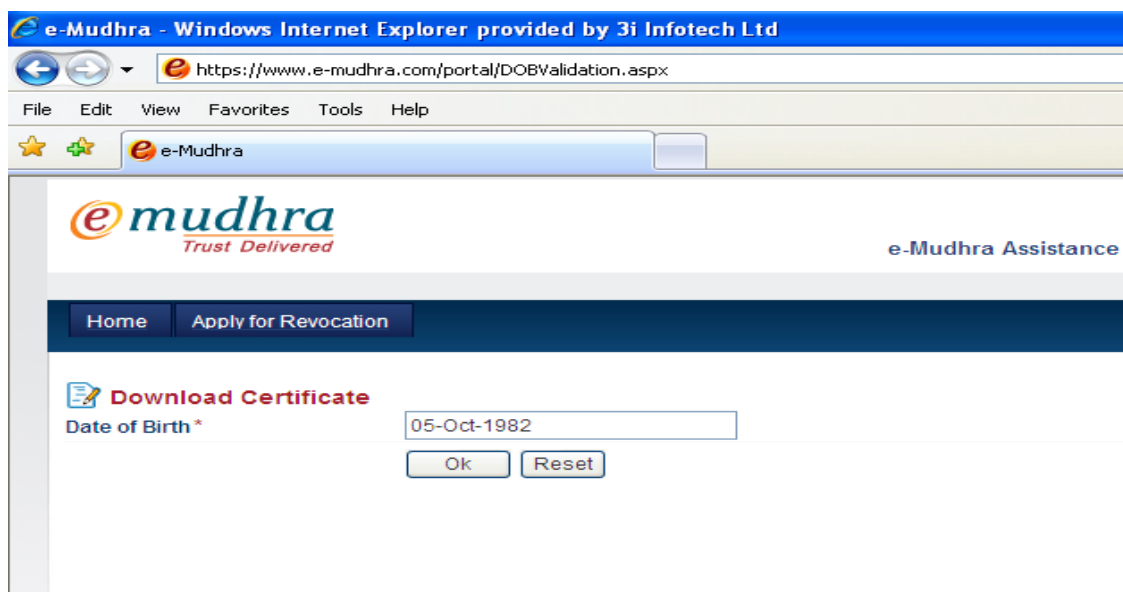 e-Mudhra - Windows Internet Explorer provided by 3i Infotech Ltd
https://www.e-mudhra.com/portal/DOBValidation.aspx
File Edit View Favorites Tools Help
e-Mudhra
e mudhra
Trust Delivered
e-Mudhra Assistance
Home Apply for Revocation
Download Certificate
Date of Birth* 05-Oct-1982
Ok Reset